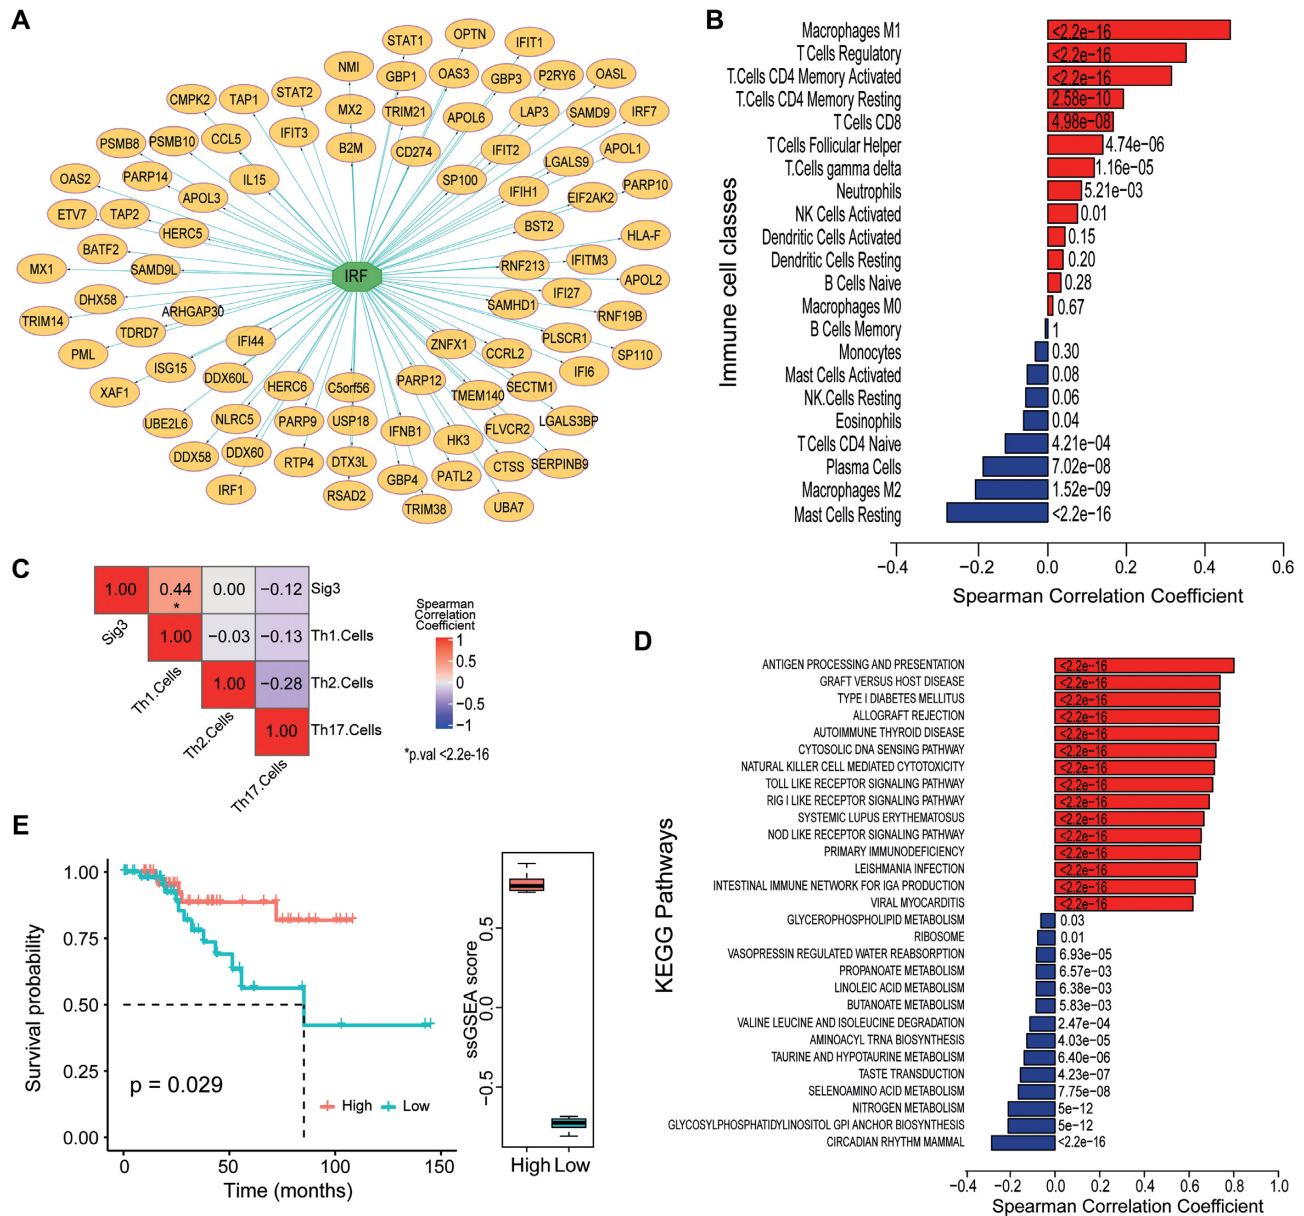 A
STAT1
OPTN
IFIT1
NMI
GBP1
OAS3
GBP3
P2RY6
OASL
CMPK2
TAP1
STAT2
MX2
TRIM21
APOL6
LAP3
SAMD9
IRF7
PSMB8
PSMB10
CCL5
IFIT3
B2M
CD274
IFIT2
LGALS9
APOL1
OAS2
PARP14
APOL3
IL15
SP100
IFIH1
EIF2AK2
PARP10
ETV7
TAP2
HERC5
BST2
HLA-F
BATF2
MX1
SAMD9L
IRF
RNF213
IFITM3
APOL2
DHX58
ARHGAP30
IFI27
SAMHD1
RNF19B
TRIM14
TDRD7
IFI44
ZNFX1
PLSCR1
CCRL2
SP110
PML
ISG15
DDX60L
HERC6
C5orf56
PARP12
TMEM140
SECTM1
IFI6
XAF1
UBE2L6
NLRC5
PARP9
USP18
IFNB1
HK3
FLVCR2
LGALS3BP
DDX58
DDX60
RTP4
DTX3L
GBP4
PATL2
CTSS
SERPINB9
IRF1
RSAD2
TRIM38
UBA7
B
Immune cell classes
Macrophages M1 <2.2e−16
T Cells Regulatory <2.2e−16
T.Cells CD4 Memory Activated <2.2e−16
T.Cells CD4 Memory Resting 2.58e−10
T Cells CD8 4.98e−08
T Cells Follicular Helper 4.74e−06
T.Cells gamma delta 1.16e−05
Neutrophils 5.21e−03
NK Cells Activated 0.01
Dendritic Cells Activated 0.15
Dendritic Cells Resting 0.20
B Cells Naive 0.28
Macrophages M0 0.67
B Cells Memory 1
Monocytes 0.30
Mast Cells Activated 0.08
NK.Cells Resting 0.06
Eosinophils 0.04
T Cells CD4 Naive 4.21e−04
Plasma Cells 7.02e−08
Macrophages M2 1.52e−09
Mast Cells Resting <2.2e−16
−0.4 −0.2 0.0 0.2 0.4 0.6
Spearman Correlation Coefficient
C
1.00 0.44 0.00 −0.12 Sig3
*
Sig3 1.00 −0.03 −0.13 Th1.Cells
Th1.Cells 1.00 −0.28 Th2.Cells
Th2.Cells 1.00 Th17.Cells
Th17.Cells
Spearman
Correlation
Coefficient
1
0.5
0
−0.5
−1
*p.val <2.2e−16
D
KEGG Pathways
ANTIGEN PROCESSING AND PRESENTATION <2.2e−16
GRAFT VERSUS HOST DISEASE <2.2e−16
TYPE I DIABETES MELLITUS <2.2e−16
ALLOGRAFT REJECTION <2.2e−16
AUTOIMMUNE THYROID DISEASE <2.2e−16
CYTOSOLIC DNA SENSING PATHWAY <2.2e−16
NATURAL KILLER CELL MEDIATED CYTOTOXICITY <2.2e−16
TOLL LIKE RECEPTOR SIGNALING PATHWAY <2.2e−16
RIG I LIKE RECEPTOR SIGNALING PATHWAY <2.2e−16
SYSTEMIC LUPUS ERYTHEMATOSUS <2.2e−16
NOD LIKE RECEPTOR SIGNALING PATHWAY <2.2e−16
PRIMARY IMMUNODEFICIENCY <2.2e−16
LEISHMANIA INFECTION <2.2e−16
INTESTINAL IMMUNE NETWORK FOR IGA PRODUCTION <2.2e−16
VIRAL MYOCARDITIS <2.2e−16
GLYCEROPHOSPHOLIPID METABOLISM 0.03
RIBOSOME 0.01
VASOPRESSIN REGULATED WATER REABSORPTION 6.93e−05
PROPANOATE METABOLISM 6.57e−03
LINOLEIC ACID METABOLISM 6.38e−03
BUTANOATE METABOLISM 5.83e−03
VALINE LEUCINE AND ISOLEUCINE DEGRADATION 2.47e−04
AMINOACYL TRNA BIOSYNTHESIS 4.03e−05
TAURINE AND HYPOTAURINE METABOLISM 6.40e−06
TASTE TRANSDUCTION 4.23e−07
SELENOAMINO ACID METABOLISM 7.75e−08
NITROGEN METABOLISM 5e−12
GLYCOSYLPHOSPHATIDYLINOSITOL GPI ANCHOR BIOSYNTHESIS 5e−12
CIRCADIAN RHYTHM MAMMAL <2.2e−16
−0.4 −0.2 0.0 0.2 0.4 0.6 0.8 1.0
Spearman Correlation Coefficient
E
Survival probability
1.00
0.75
0.50
0.25
0.00
p = 0.029
High Low
0 50 100 150
Time (months)
ssGSEA score
0.5
0.0
−0.5
High Low